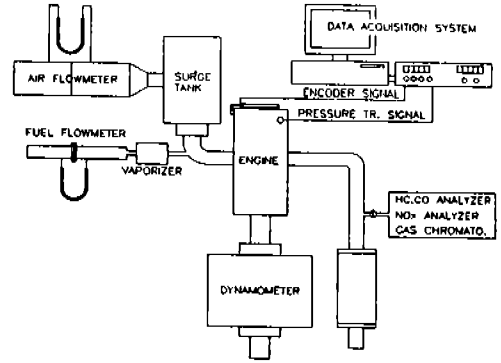 DATA ACQUISITION SYSTEM
AIR FLOWMETER
SURGE
TANK
ENCODER SIGNAL
PRESSURE TR. SIGNAL
FUEL FLOWMETER
VAPORIZER
ENGINE
HC.CO ANALYZER
NOx ANALYZER
GAS CHROMATO.
DYNAMOMETER